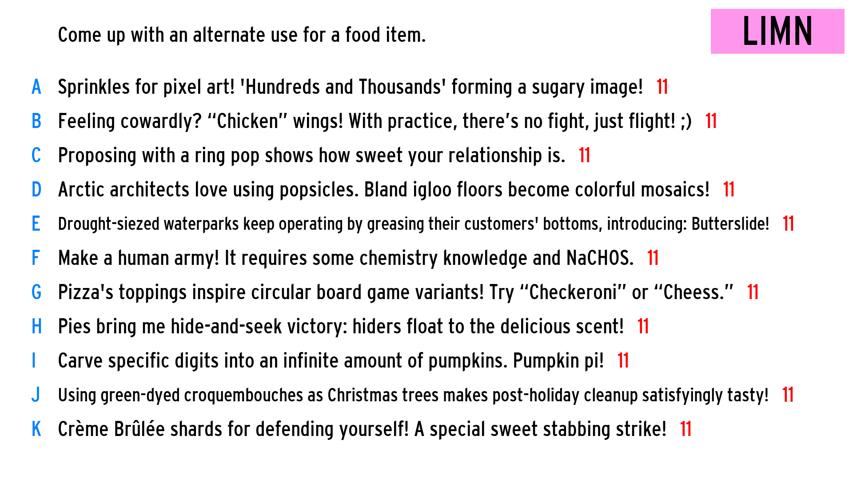 Come up with an alternate use for a food item.
LIMN
A Sprinkles for pixel art! 'Hundreds and Thousands' forming a sugary image! 11
B Feeling cowardly? “Chicken” wings! With practice, there’s no fight, just flight! ;) 11
C Proposing with a ring pop shows how sweet your relationship is. 11
D Arctic architects love using popsicles. Bland igloo floors become colorful mosaics! 11
E Drought-siezed waterparks keep operating by greasing their customers' bottoms, introducing: Butterslide! 11
F Make a human army! It requires some chemistry knowledge and NaCHOS. 11
G Pizza's toppings inspire circular board game variants! Try “Checkeroni” or “Cheess.” 11
H Pies bring me hide-and-seek victory: hiders float to the delicious scent! 11
I Carve specific digits into an infinite amount of pumpkins. Pumpkin pi! 11
J Using green-dyed croquembouches as Christmas trees makes post-holiday cleanup satisfyingly tasty! 11
K Crème Brûlée shards for defending yourself! A special sweet stabbing strike! 11